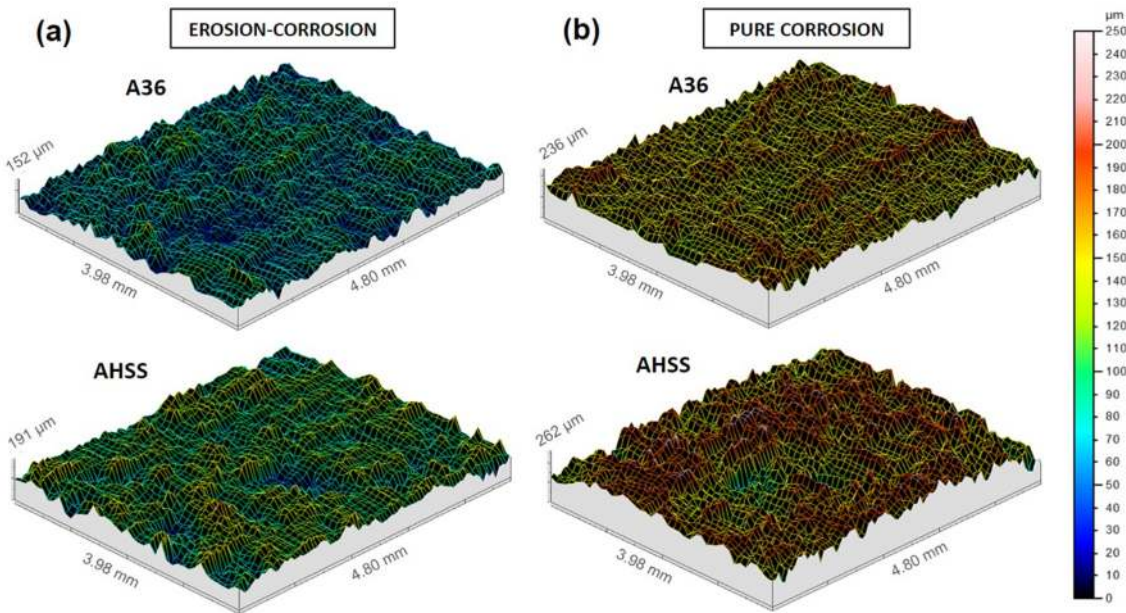 (a)
EROSION-CORROSION
(b)
PURE CORROSION
A36
152 µm
3.98 mm
4.80 mm
A36
236 µm
3.98 mm
4.80 mm
AHSS
191 µm
3.98 mm
4.80 mm
AHSS
262 µm
3.98 mm
4.80 mm
µm
250
240
230
220
210
200
190
180
170
160
150
140
130
120
110
100
90
80
70
60
50
40
30
20
10
0